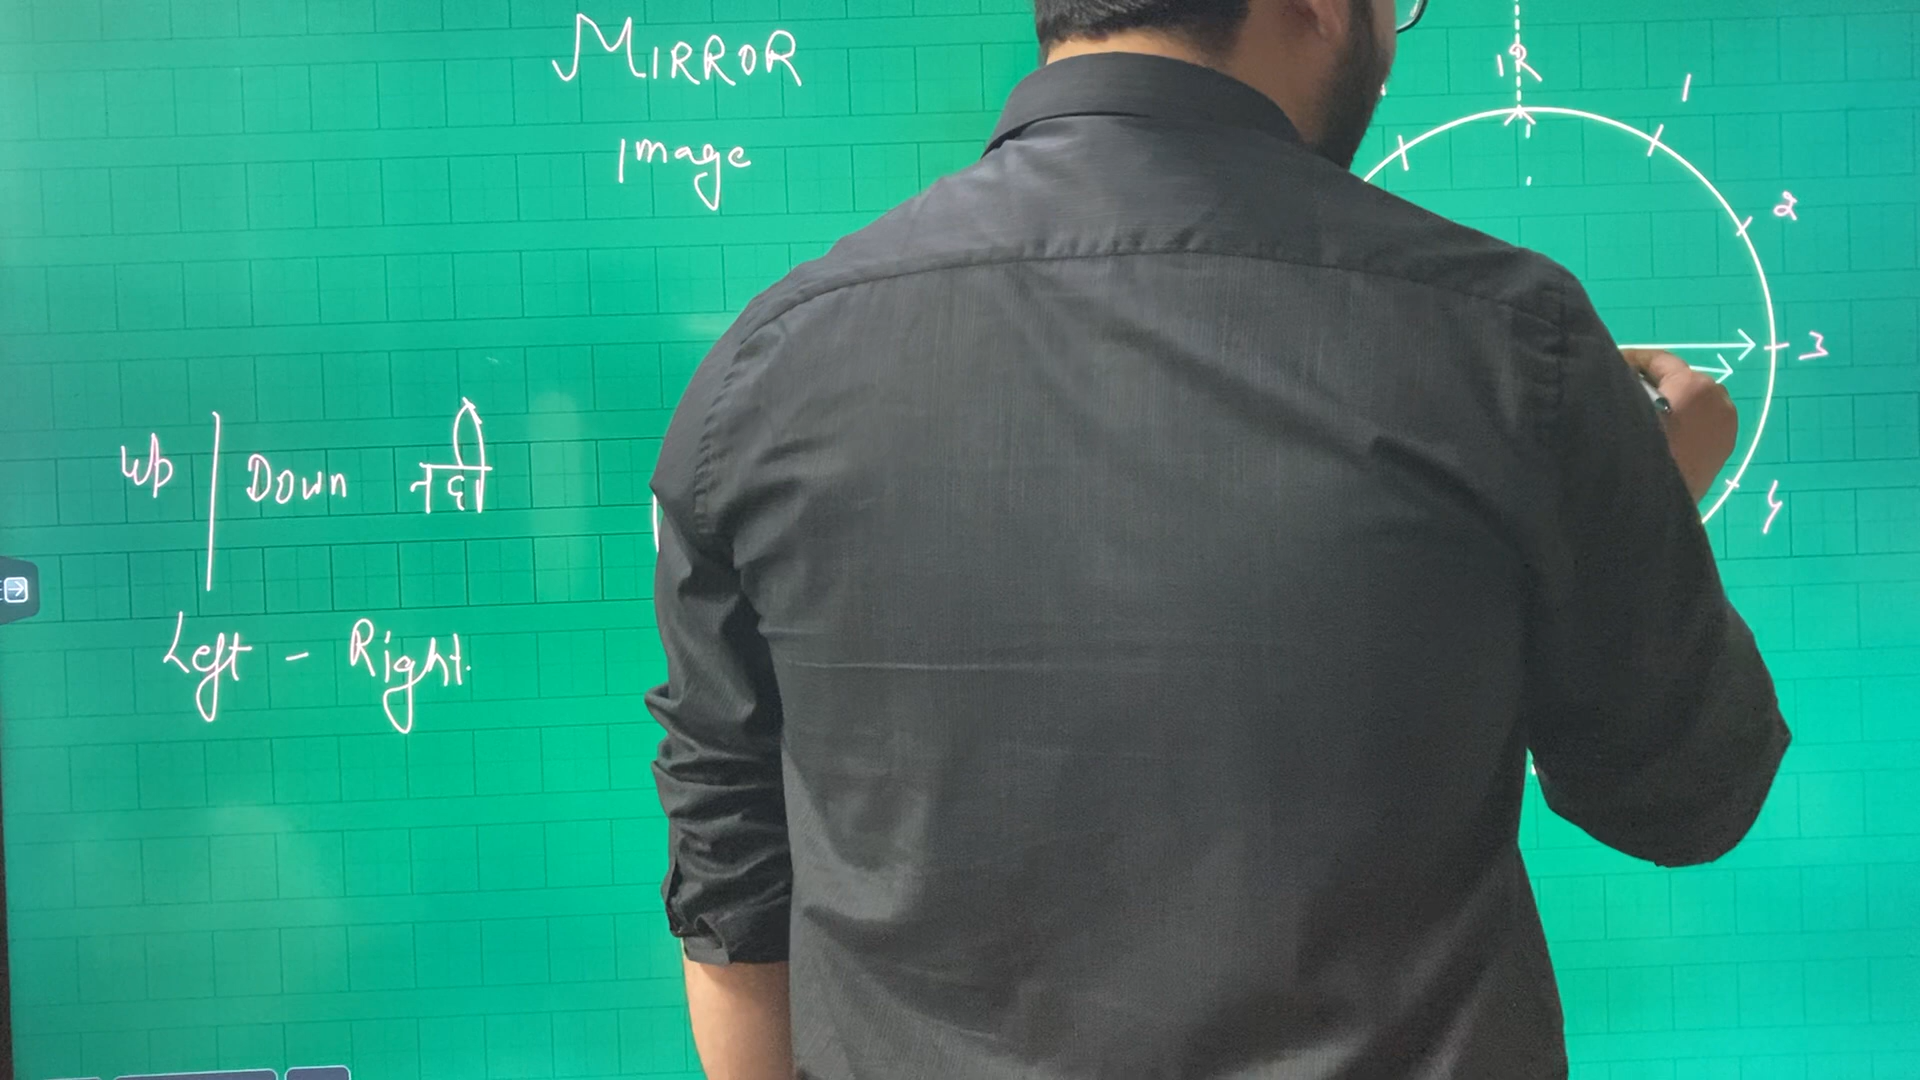 MIRROR
image
up | Down नहीं
Left - Right.
12
1
2
3
4